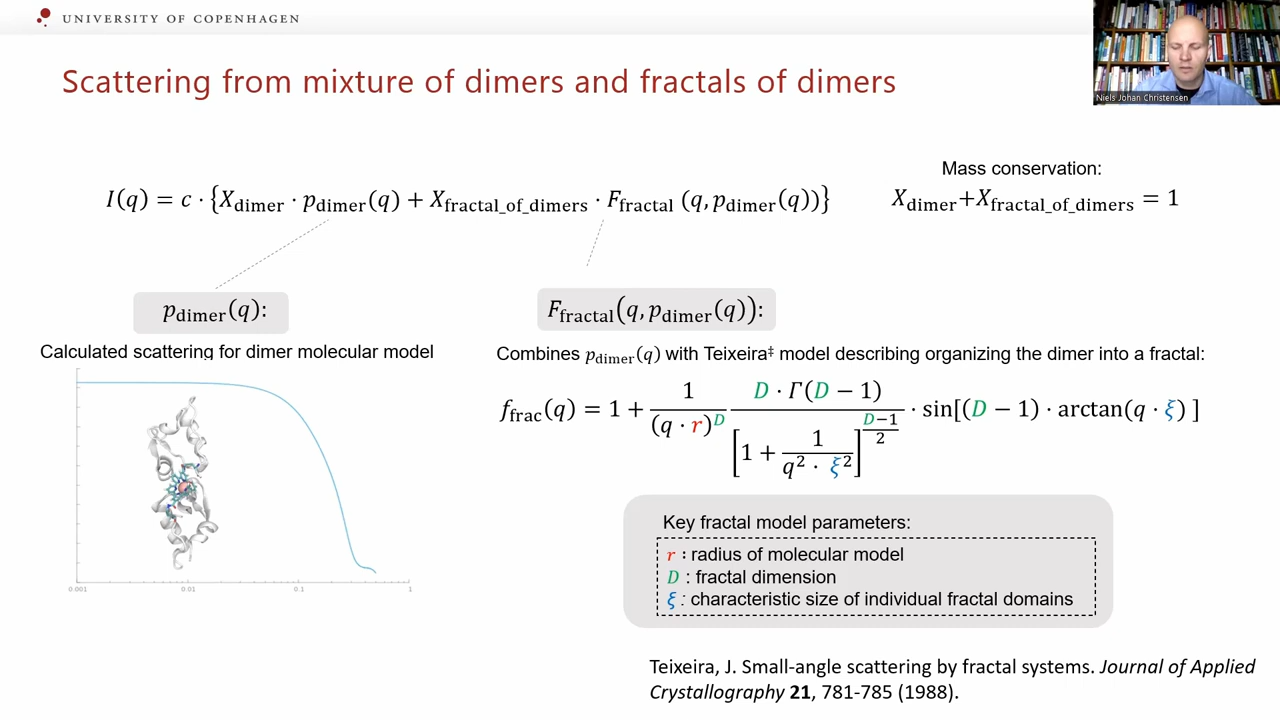 UNIVERSITY OF COPENHAGEN
Niels Johan Christensen
Scattering from mixture of dimers and fractals of dimers
I(q) = c · {X_dimer · p_dimer(q) + X_fractal_of_dimers · F_fractal (q, p_dimer(q))}
Mass conservation:
X_dimer+X_fractal_of_dimers = 1
p_dimer(q):
Calculated scattering for dimer molecular model
0.001 0.01 0.1 1
F_fractal(q, p_dimer(q)):
Combines p_dimer(q) with Teixeira‡ model describing organizing the dimer into a fractal:
f_frac(q) = 1 + 1/(q · r)^D D · Γ(D − 1)/[1 + 1/(q² · ξ²)]^((D−1)/2) · sin[(D − 1) · arctan(q · ξ) ]
Key fractal model parameters:
r : radius of molecular model
D : fractal dimension
ξ : characteristic size of individual fractal domains
Teixeira, J. Small-angle scattering by fractal systems. Journal of Applied
Crystallography 21, 781-785 (1988).